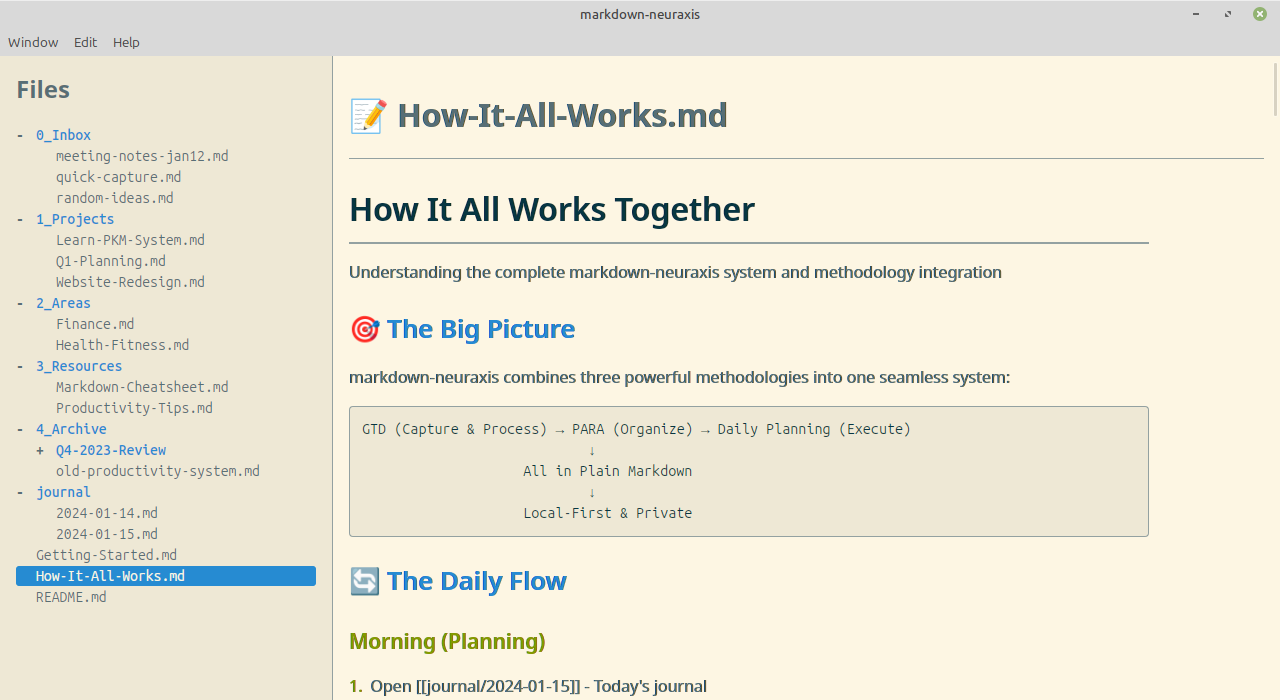 markdown-neuraxis
Window Edit Help
Files
- 0_Inbox
meeting-notes-jan12.md
quick-capture.md
random-ideas.md
- 1_Projects
Learn-PKM-System.md
Q1-Planning.md
Website-Redesign.md
- 2_Areas
Finance.md
Health-Fitness.md
- 3_Resources
Markdown-Cheatsheet.md
Productivity-Tips.md
- 4_Archive
+ Q4-2023-Review
old-productivity-system.md
- journal
2024-01-14.md
2024-01-15.md
Getting-Started.md
How-It-All-Works.md
README.md
📝 How-It-All-Works.md
How It All Works Together
Understanding the complete markdown-neuraxis system and methodology integration
🎯 The Big Picture
markdown-neuraxis combines three powerful methodologies into one seamless system:
GTD (Capture & Process) → PARA (Organize) → Daily Planning (Execute)
↓
All in Plain Markdown
↓
Local-First & Private
🔄 The Daily Flow
Morning (Planning)
1. Open [[journal/2024-01-15]] - Today's journal